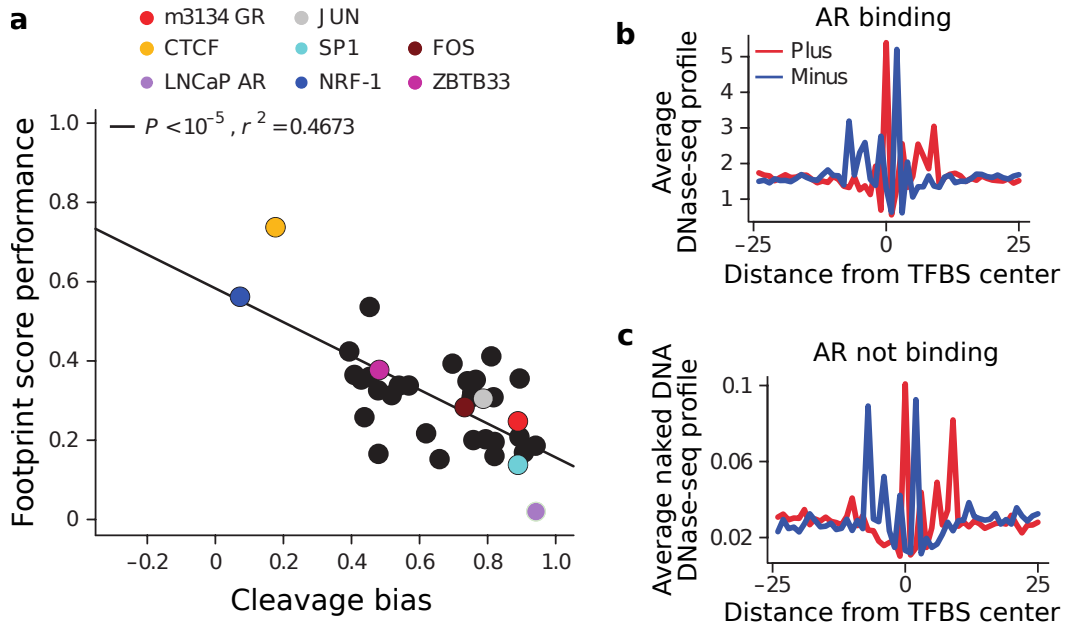 a
m3134 GR
JUN
CTCF
SP1
FOS
LNCaP AR
NRF-1
ZBTB33
P < 10⁻⁵, r² = 0.4673
Footprint score performance
1.0
0.8
0.6
0.4
0.2
0
−0.2
0
0.2
0.4
0.6
0.8
1.0
Cleavage bias
b
AR binding
Plus
Minus
Average
DNase-seq profile
5
4
3
2
1
−25
0
25
Distance from TFBS center
c
AR not binding
Average naked DNA
DNase-seq profile
0.1
0.06
0.02
−25
0
25
Distance from TFBS center